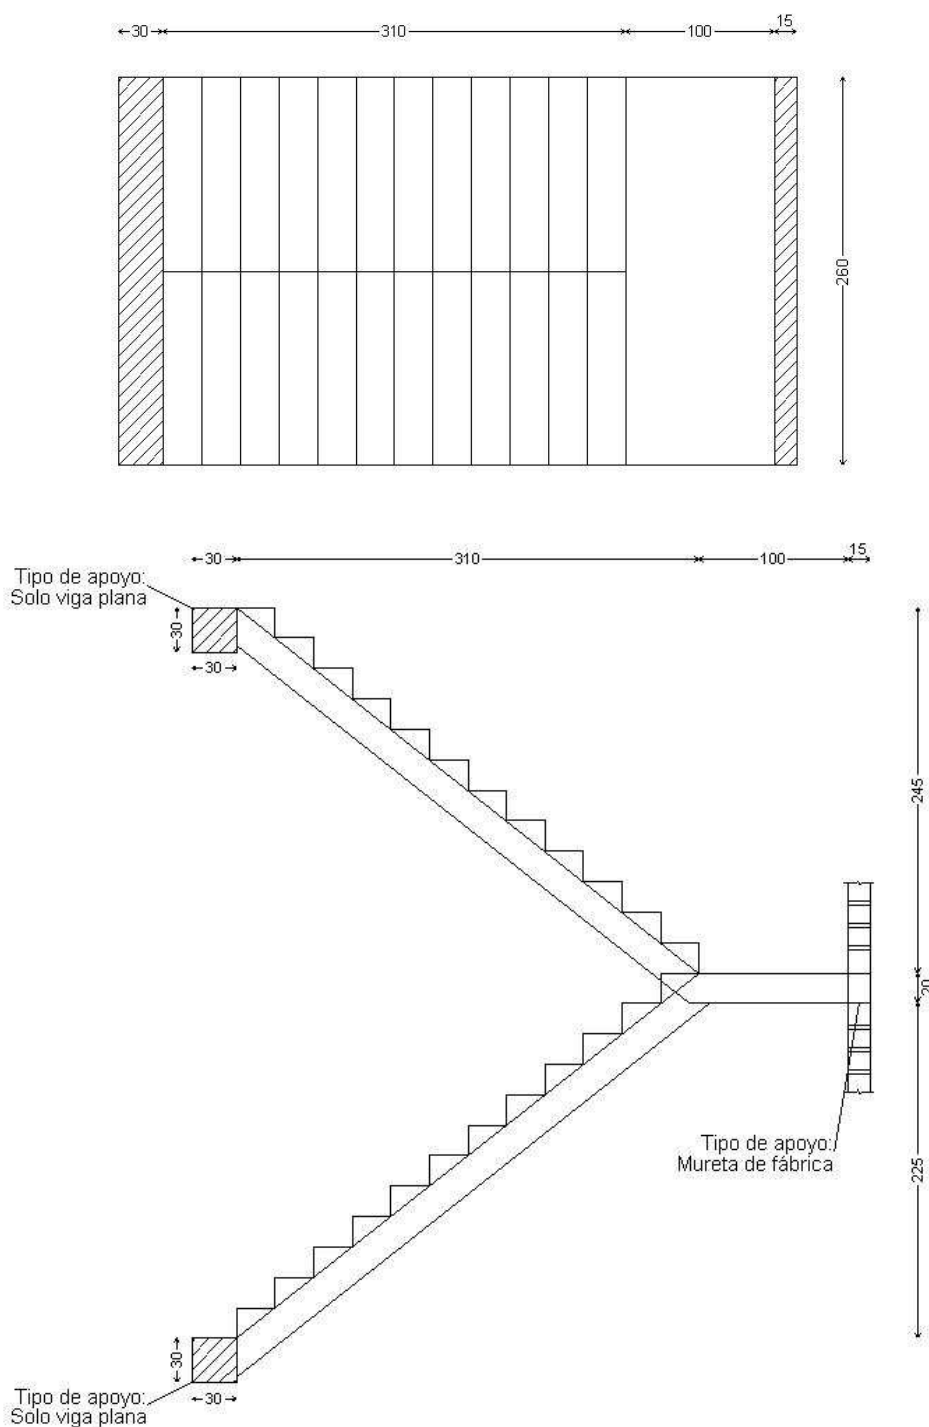 30 310 100 15
260
30 310 100 15
Tipo de apoyo:
Solo viga plana
30
30
245
20
Tipo de apoyo:
Mureta de fábrica
225
30
Tipo de apoyo:
Solo viga plana
30